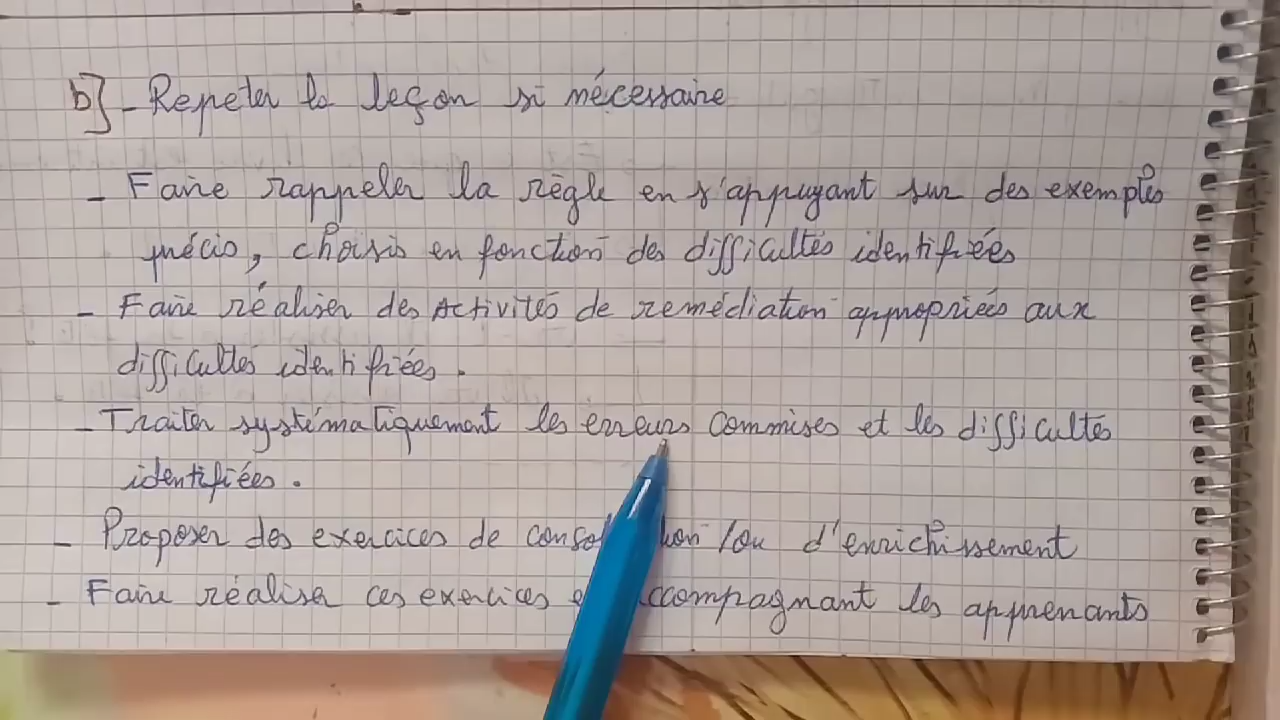 b] - Repeter la leçon si nécessaire
- Faire rappeler la règle en s'appuyant sur des exemples
précis, choisis en fonction des difficultés identifiées
- Faire réaliser des Activités de remédiation appropriées aux
difficultés identifiées.
- Traiter systématiquement les erreurs commises et les difficultés
identifiées.
- Proposer des exercices de /ou d'enrichissement
- Faire réaliser ces exercices les apprenants